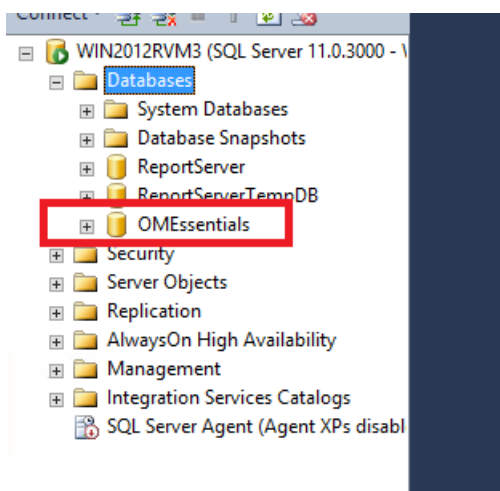 Connect
WIN2012RVM3 (SQL Server 11.0.3000 - \
Databases
System Databases
Database Snapshots
ReportServer
ReportServerTempDB
OMEssentials
Security
Server Objects
Replication
AlwaysOn High Availability
Management
Integration Services Catalogs
SQL Server Agent (Agent XPs disabl